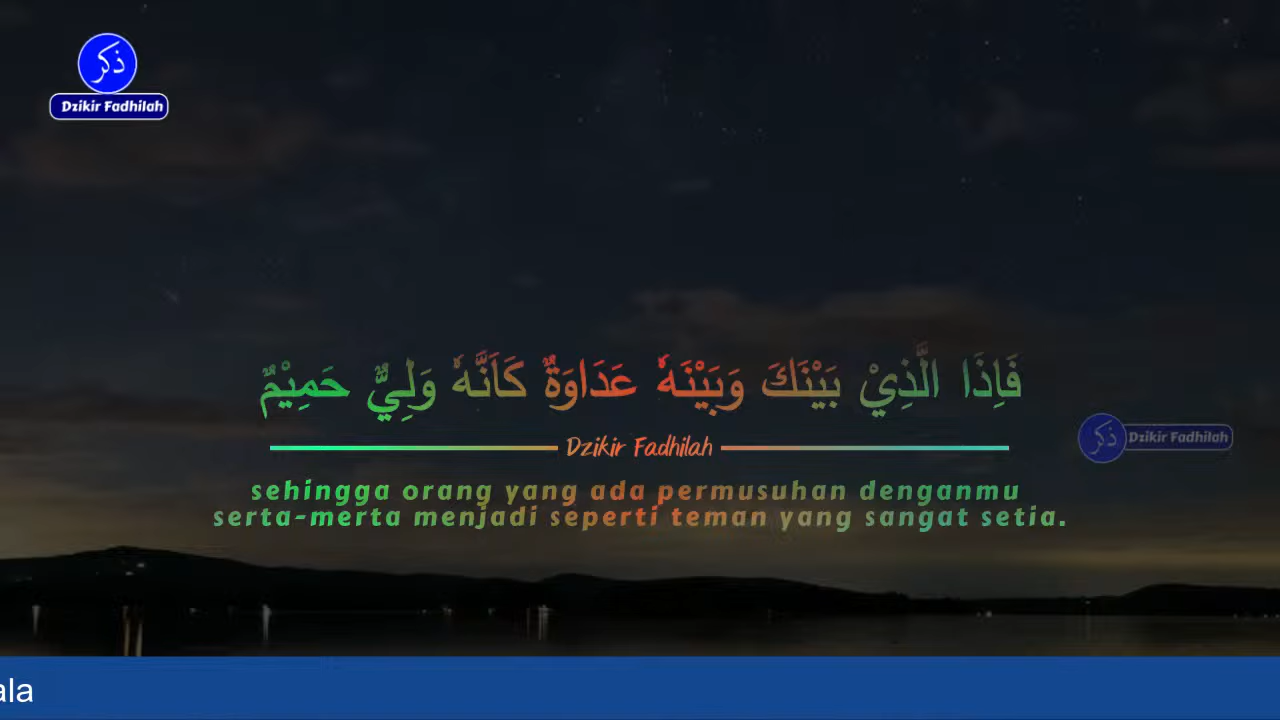 ذكر
Dzikir Fadhilah
فَاِذَا الَّذِيْ بَيْنَكَ وَبَيْنَهٗ عَدَاوَةٌ كَاَنَّهٗ وَلِيٌّ حَمِيْمٌ
Dzikir Fadhilah
ذكر Dzikir Fadhilah
sehingga orang yang ada permusuhan denganmu
serta-merta menjadi seperti teman yang sangat setia.
ala